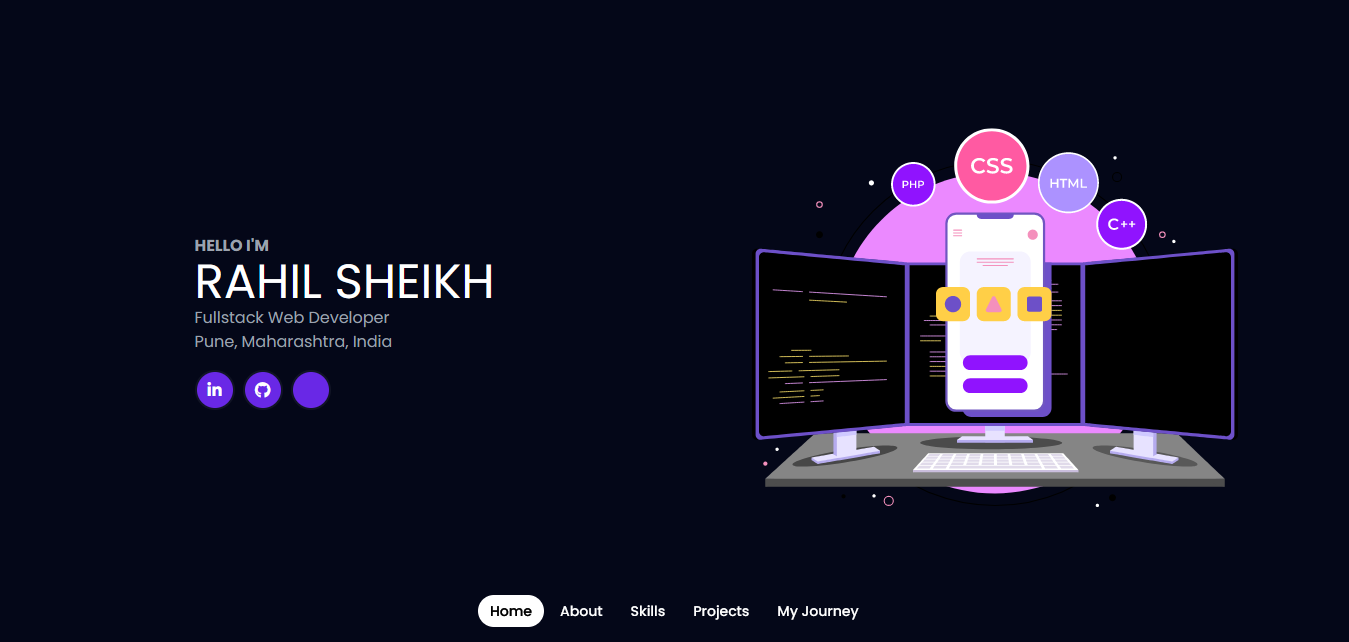 HELLO I'M
RAHIL SHEIKH
Fullstack Web Developer
Pune, Maharashtra, India
in
PHP
CSS
HTML
C++
Home About Skills Projects My Journey